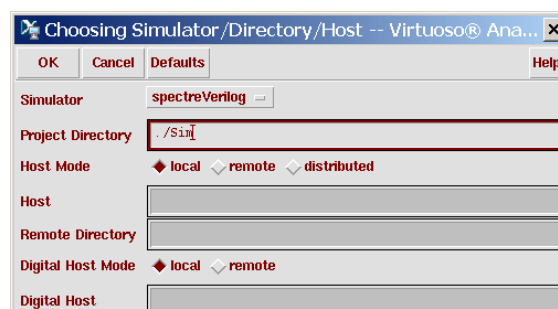 Choosing Simulator/Directory/Host -- Virtuoso® Ana...
OK Cancel Defaults Help
Simulator spectreVerilog
Project Directory ./Sim
Host Mode local remote distributed
Host
Remote Directory
Digital Host Mode local remote
Digital Host